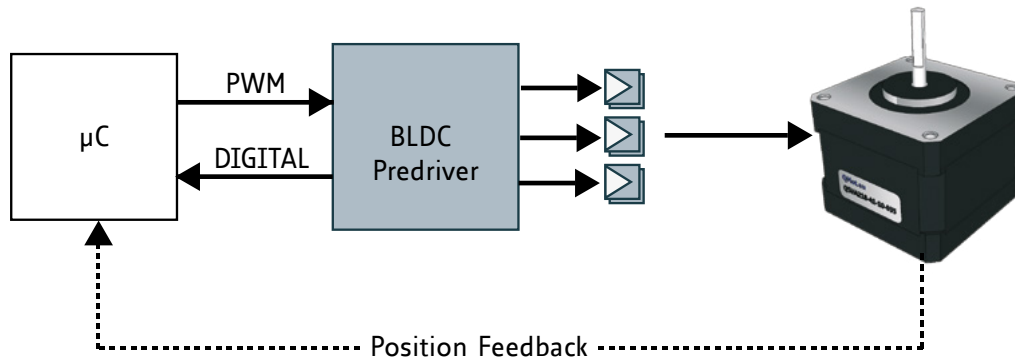 µC
PWM
DIGITAL
BLDC
Predriver
Position Feedback